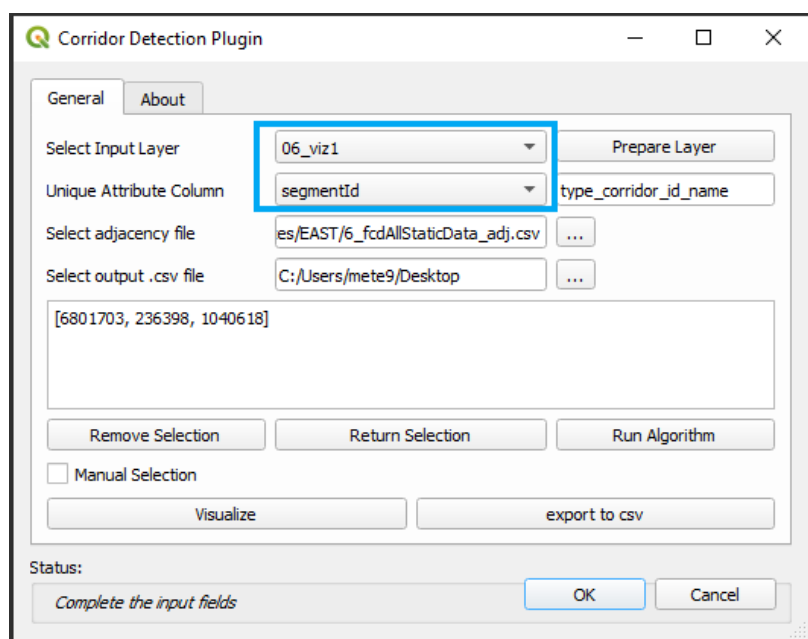 Corridor Detection Plugin
General About
Select Input Layer 06_viz1 Prepare Layer
Unique Attribute Column segmentId type_corridor_id_name
Select adjacency file es/EAST/6_fcdAllStaticData_adj.csv ...
Select output .csv file C:/Users/mete9/Desktop ...
[6801703, 236398, 1040618]
Remove Selection Return Selection Run Algorithm
Manual Selection
Visualize export to csv
Status:
Complete the input fields OK Cancel